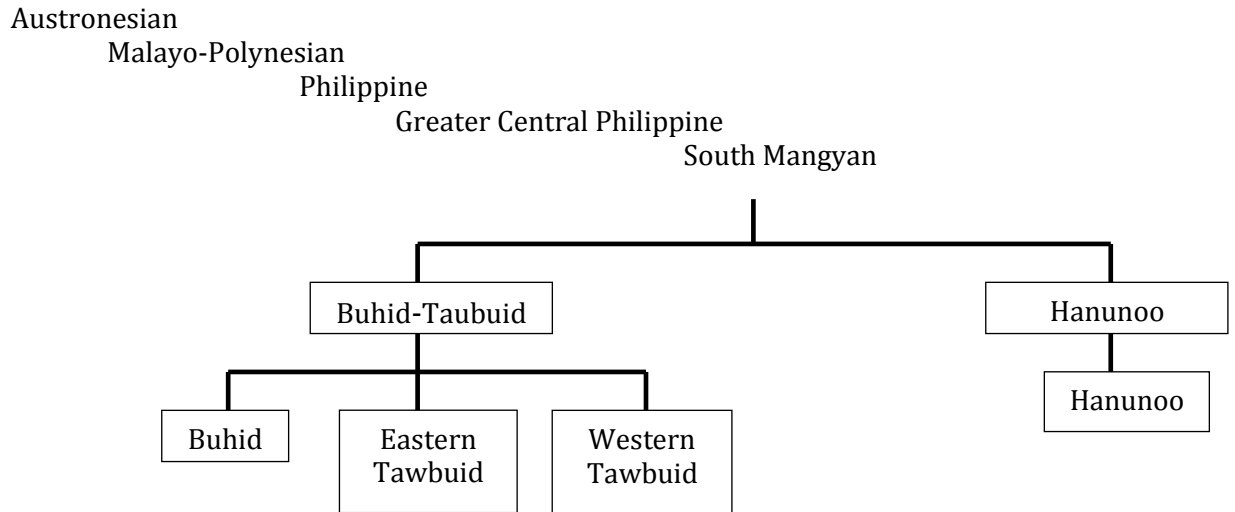 Austronesian
Malayo-Polynesian
Philippine
Greater Central Philippine
South Mangyan
Buhid-Taubuid
Hanunoo
Buhid
Eastern
Tawbuid
Western
Tawbuid
Hanunoo